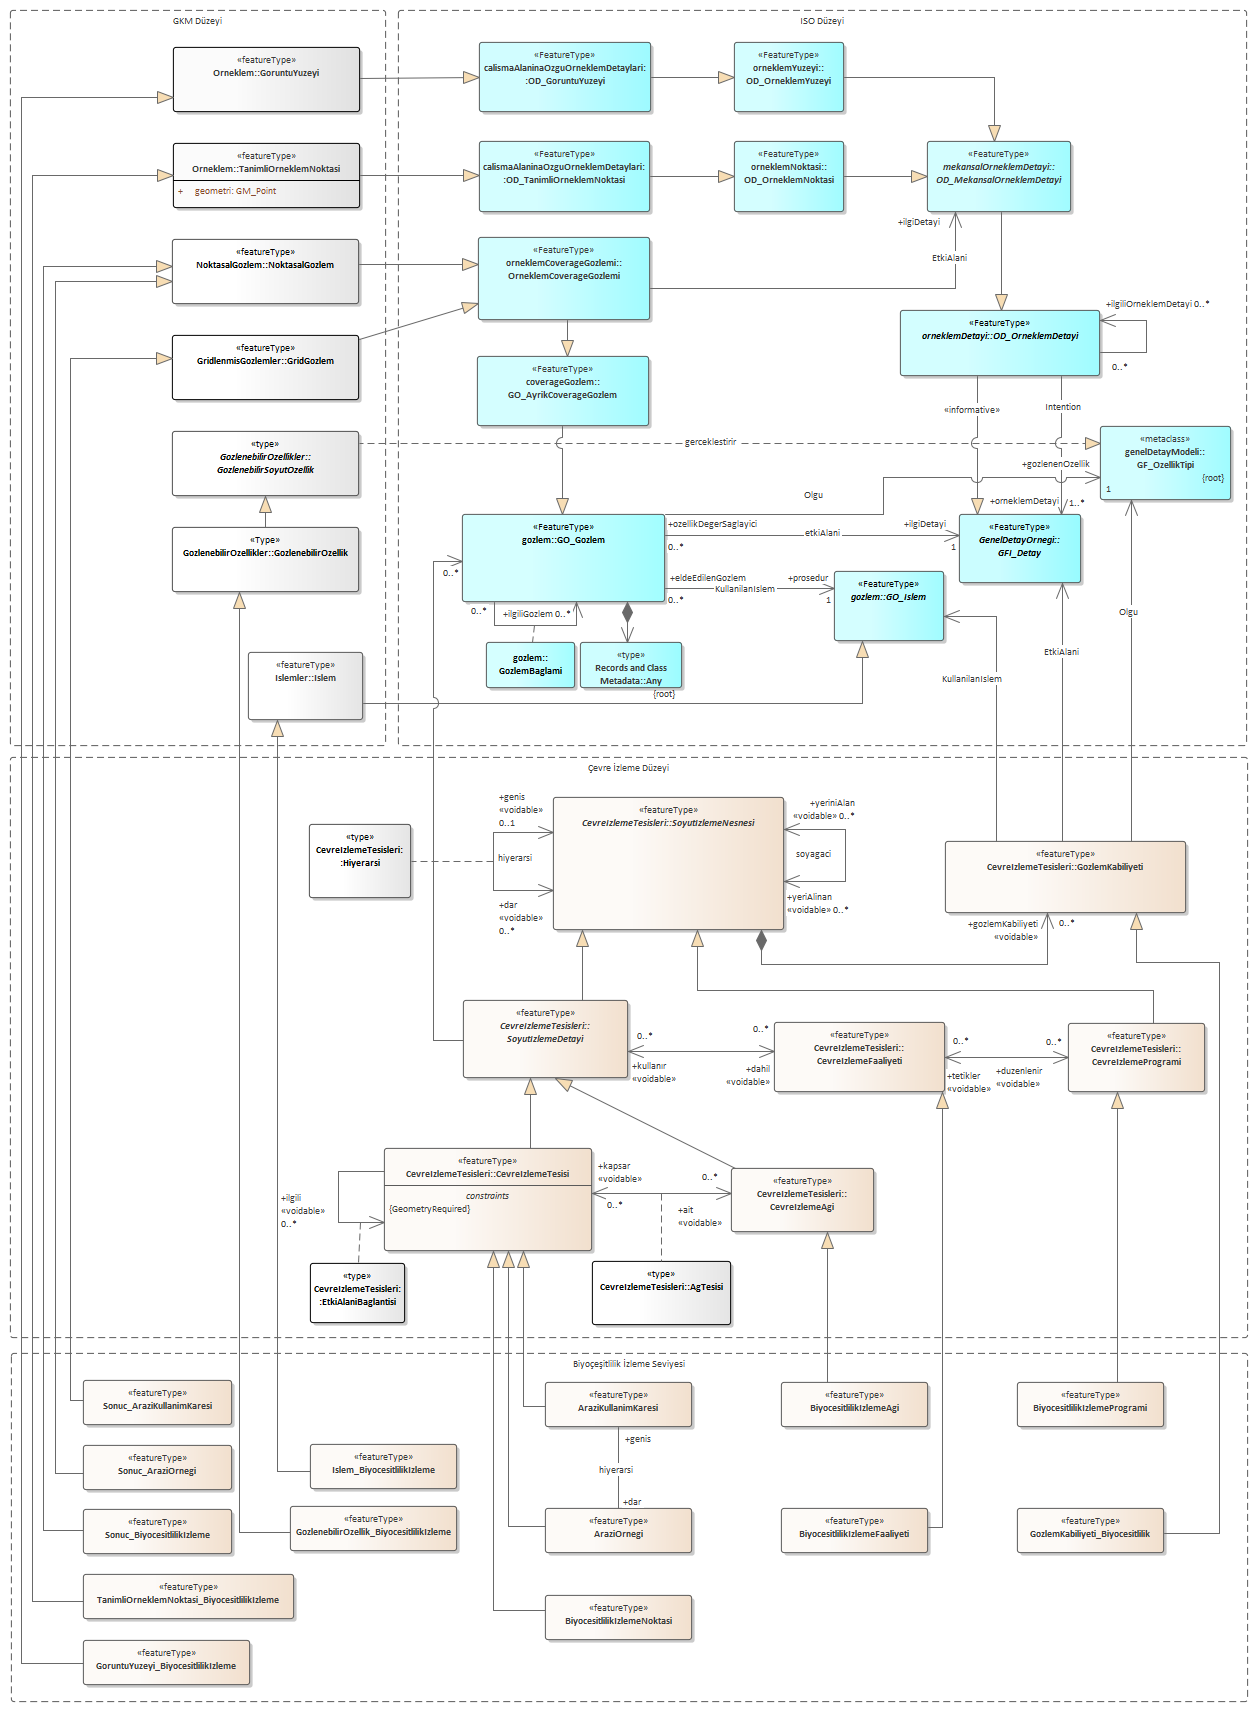 GKM Düzeyi
«featureType»
Orneklem::GoruntuYuzeyi
«featureType»
Orneklem::TanimliOrneklemNoktasi
+ geometri: GM_Point
«featureType»
NoktasalGozlem::NoktasalGozlem
«featureType»
GridlenmisGozlemler::GridGozlem
«type»
GozlenebilirOzellikler::
GozlenebilirSoyutOzellik
«Type»
GozlenebilirOzellikler::GozlenebilirOzellik
«featureType»
Islemler::Islem
ISO Düzeyi
«FeatureType»
calismaAlaninaOzguOrneklemDetaylari:
:OD_GoruntuYuzeyi
«FeatureType»
orneklemYuzeyi::
OD_OrneklemYuzeyi
«FeatureType»
calismaAlaninaOzguOrneklemDetaylari:
:OD_TanimliOrneklemNoktasi
«FeatureType»
orneklemNoktasi::
OD_OrneklemNoktasi
«FeatureType»
mekansalOrneklemDetayi::
OD_MekansalOrneklemDetayi
+ilgiDetayi
EtkiAlani
«FeatureType»
orneklemCoverageGozlemi::
OrneklemCoverageGozlemi
«FeatureType»
orneklemDetayi::OD_OrneklemDetayi
+ilgiliOrneklemDetayi 0..*
0..*
«FeatureType»
coverageGozlem::
GO_AyrikCoverageGozlem
«informative»
Intention
gerceklestir
«metaclass»
genelDetayModeli::
GF_OzellikTipi
{root}
+gozlenenOzellik
1
Olgu
+orneklemDetayi
1..*
«FeatureType»
gozlem::GO_Gozlem
+ozellikDegerSaglayici
0..*
etkiAlani
+ilgiDetayi
1
«FeatureType»
GenelDetayOrnegi::
GFI_Detay
+eldeEdilenGozlem
0..*
KullanilanIslem
+prosedur
1
«FeatureType»
gozlem::GO_Islem
0..*
0..*
+ilgiliGozlem 0..*
gozlem::
GozlemBaglami
«type»
Records and Class
Metadata::Any
{root}
Olgu
EtkiAlani
KullanilanIslem
Çevre İzleme Düzeyi
+genis
«voidable»
0..1
hiyerarsi
+dar
«voidable»
0..*
«type»
CevreIzlemeTesisleri:
:Hiyerarsi
«featureType»
CevreIzlemeTesisleri::SoyutIzlemeNesnesi
+yeriniAlan
«voidable» 0..*
soyagaci
+yeriAlinan
«voidable» 0..*
«featureType»
CevreIzlemeTesisleri::GozlemKabiliyeti
+gozlemKabiliyeti
«voidable»
0..*
«featureType»
CevreIzlemeTesisleri::
SoyutIzlemeDetayi
0..*
+kullanır
«voidable»
0..*
+dahil
«voidable»
«featureType»
CevreIzlemeTesisleri::
CevreIzlemeFaaliyeti
0..*
+tetikler
«voidable»
0..*
+duzenlenir
«voidable»
«featureType»
CevreIzlemeTesisleri::
CevreIzlemeProgrami
«featureType»
CevreIzlemeTesisleri::CevreIzlemeTesisi
constraints
{GeometryRequired}
+ilgili
«voidable»
0..*
+kapsar
«voidable»
0..*
0..*
+ait
«voidable»
«featureType»
CevreIzlemeTesisleri::
CevreIzlemeAgi
«type»
CevreIzlemeTesisleri:
:EtkiAlaniBaglantisi
«type»
CevreIzlemeTesisleri::AgTesisi
Biyoçeşitlilik İzleme Seviyesi
«featureType»
Sonuc_AraziKullanimKaresi
«featureType»
Sonuc_AraziOrnegi
«featureType»
Sonuc_BiyocesitlilikIzleme
«featureType»
TanimliOrneklemNoktasi_BiyocesitlilikIzleme
«featureType»
GoruntuYuzeyi_BiyocesitlilikIzleme
«featureType»
Islem_BiyocesitlilikIzleme
«featureType»
GozlenebilirOzellik_BiyocesitlilikIzleme
«featureType»
AraziKullanimKaresi
+genis
hiyerarsi
+dar
«featureType»
AraziOrnegi
«featureType»
BiyocesitlilikIzlemeNoktasi
«featureType»
BiyocesitlilikIzlemeAgi
«featureType»
BiyocesitlilikIzlemeFaaliyeti
«featureType»
BiyocesitlilikIzlemeProgrami
«featureType»
GozlemKabiliyeti_Biyocesitlilik